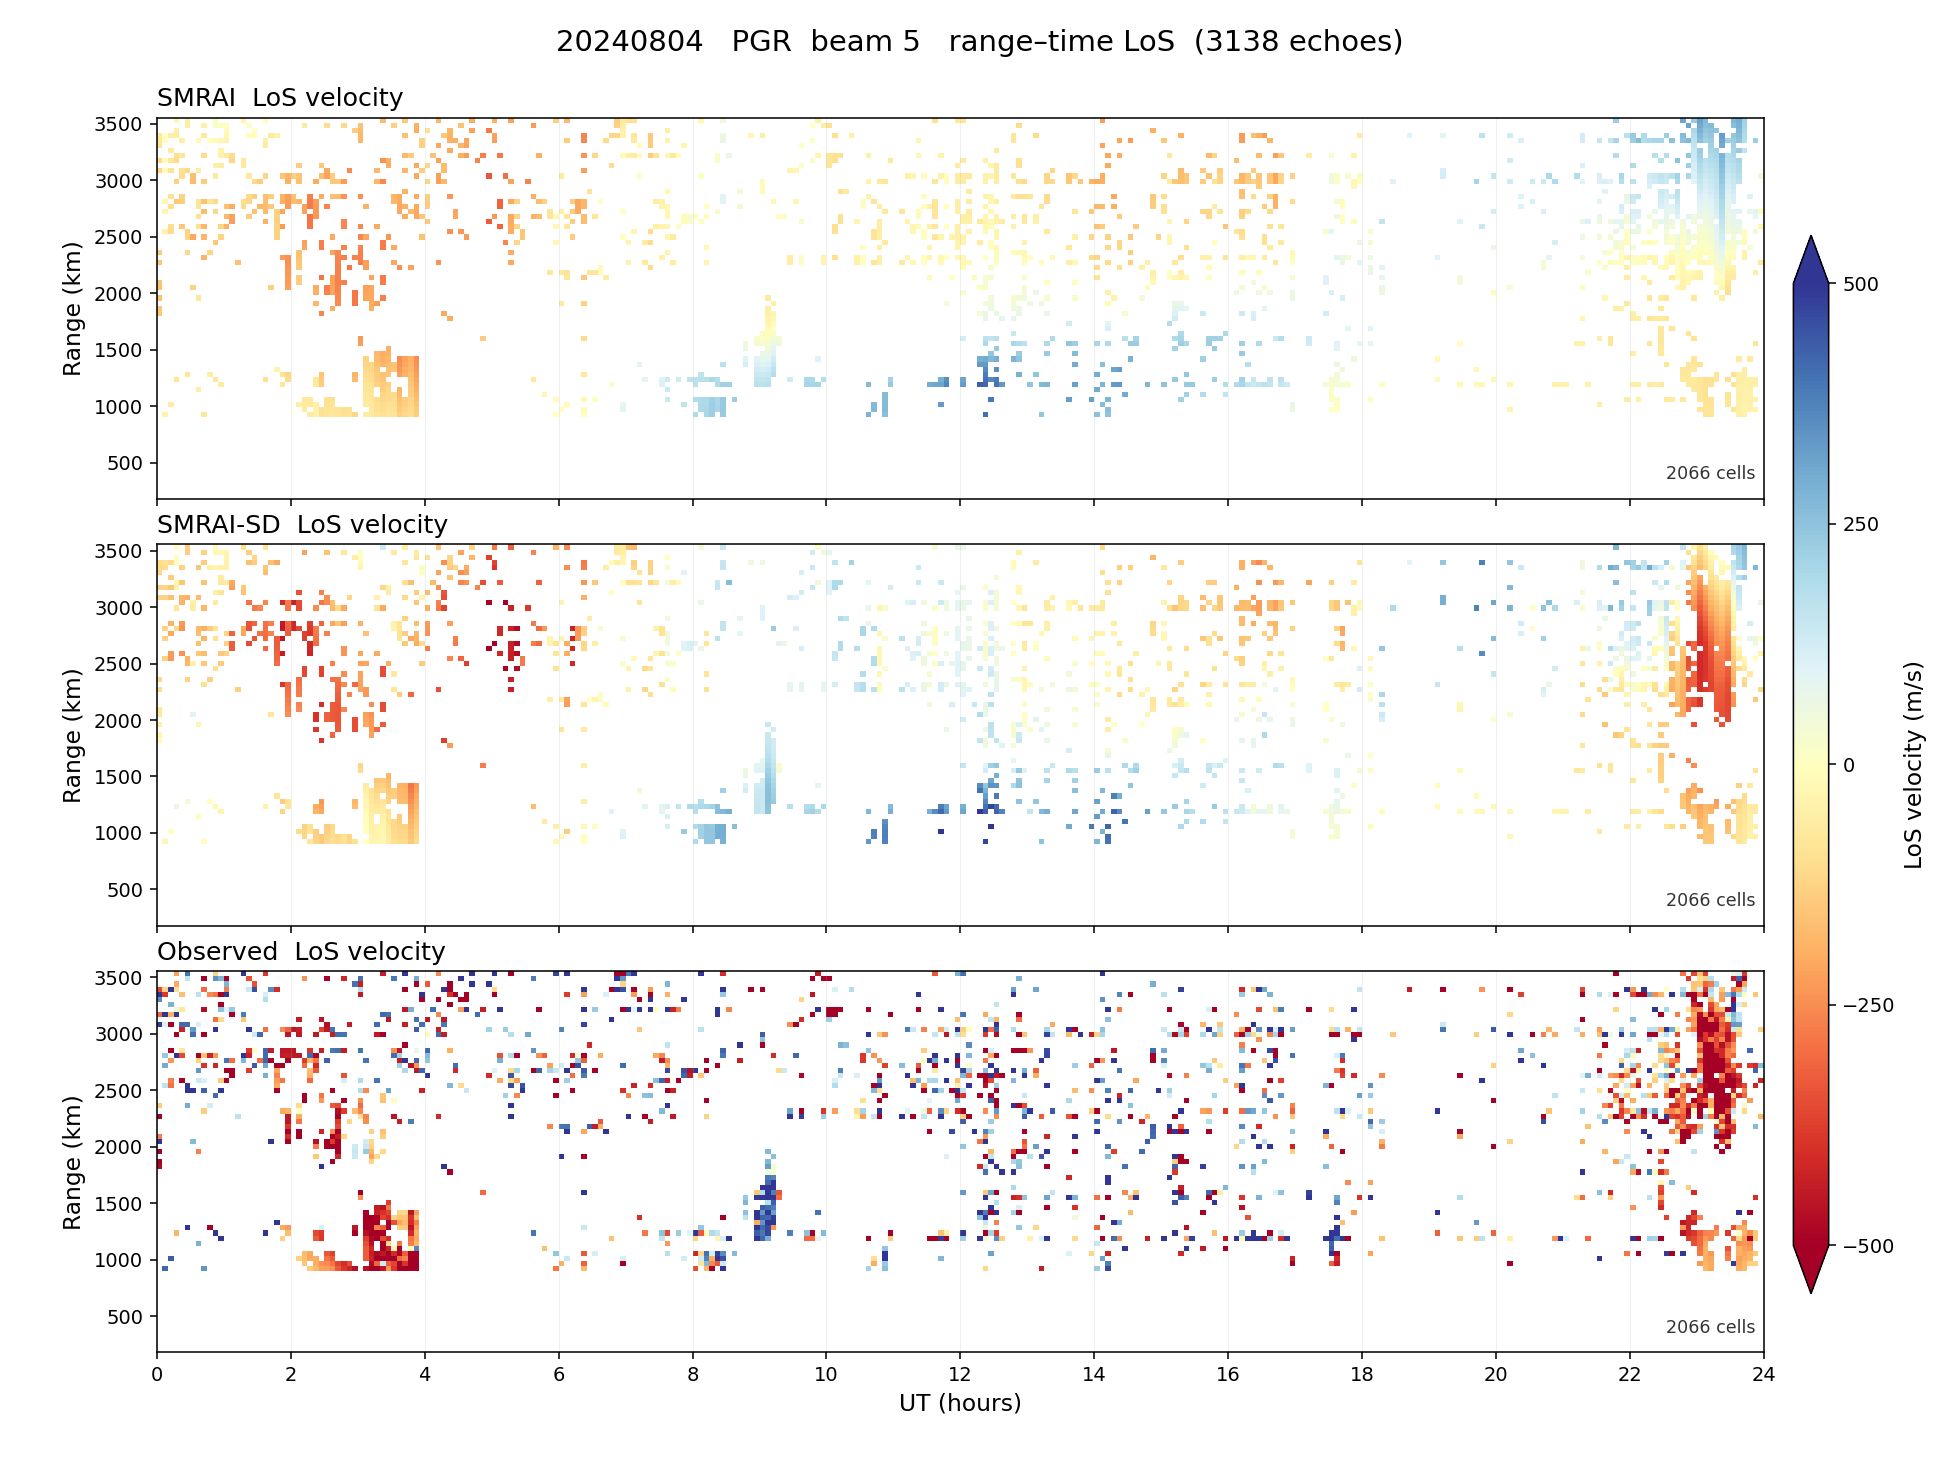 20240804   PGR  beam 5   range–time LoS  (3138 echoes)
SMRAI  LoS velocity
3500
3000
2500
2000
1500
1000
500
Range (km)
2066 cells
SMRAI-SD  LoS velocity
3500
3000
2500
2000
1500
1000
500
Range (km)
2066 cells
Observed  LoS velocity
3500
3000
2500
2000
1500
1000
500
Range (km)
2066 cells
0 2 4 6 8 10 12 14 16 18 20 22 24
UT (hours)
500
250
0
−250
−500
LoS velocity (m/s)